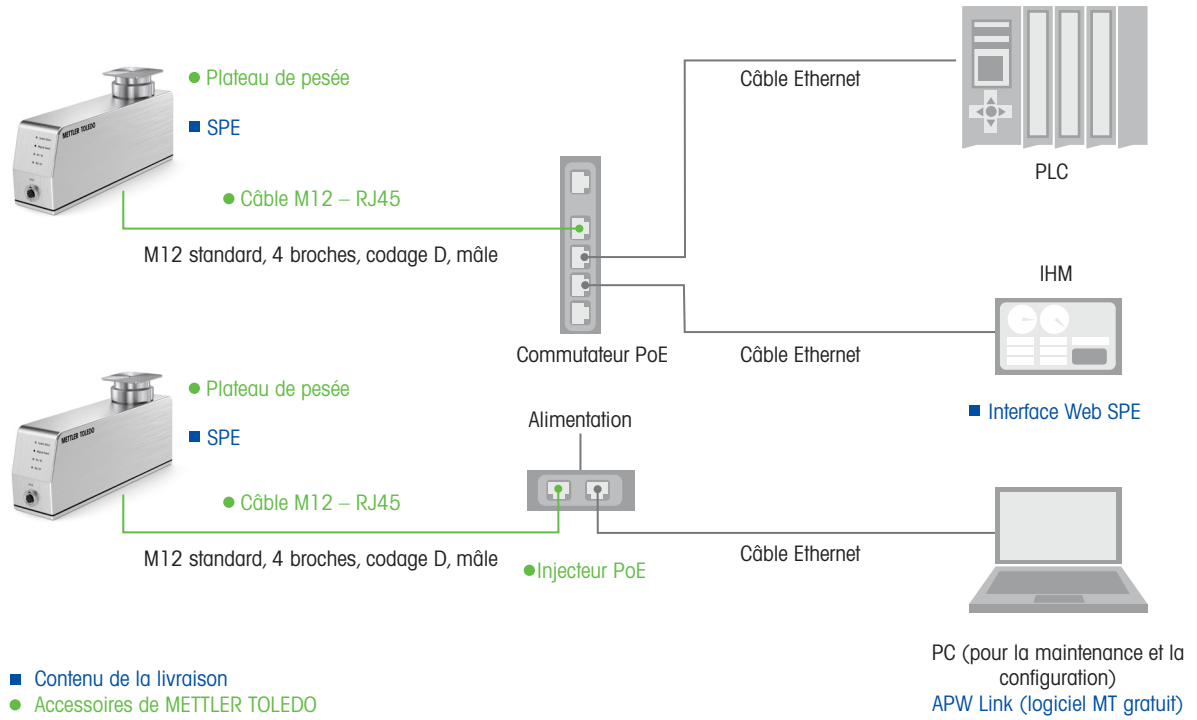 Plateau de pesée
METTLER TOLEDO
SPE
Câble M12 – RJ45
M12 standard, 4 broches, codage D, mâle
Câble Ethernet
PLC
Commutateur PoE
Câble Ethernet
IHM
Interface Web SPE
Plateau de pesée
METTLER TOLEDO
SPE
Câble M12 – RJ45
M12 standard, 4 broches, codage D, mâle
Alimentation
Injecteur PoE
Câble Ethernet
PC (pour la maintenance et la
configuration)
APW Link (logiciel MT gratuit)
Contenu de la livraison
Accessoires de METTLER TOLEDO